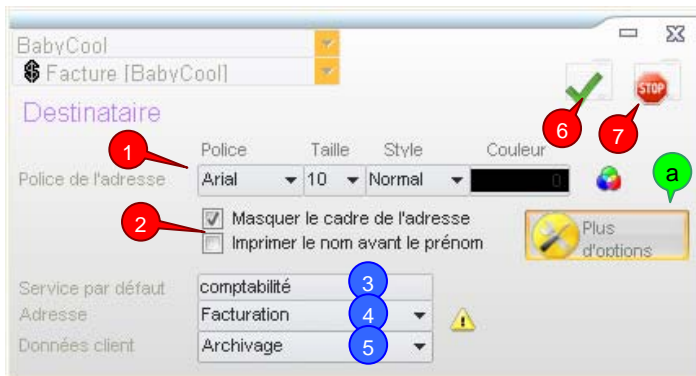 BabyCool
$ Facture [BabyCool]
Destinataire
STOP
6
7
1
Police Taille Style Couleur
a
Police de l'adresse Arial 10 Normal 0
2
Masquer le cadre de l'adresse
Imprimer le nom avant le prénom
Plus
d'options
Service par défaut comptabilité 3
Adresse Facturation 4
Données client Archivage 5